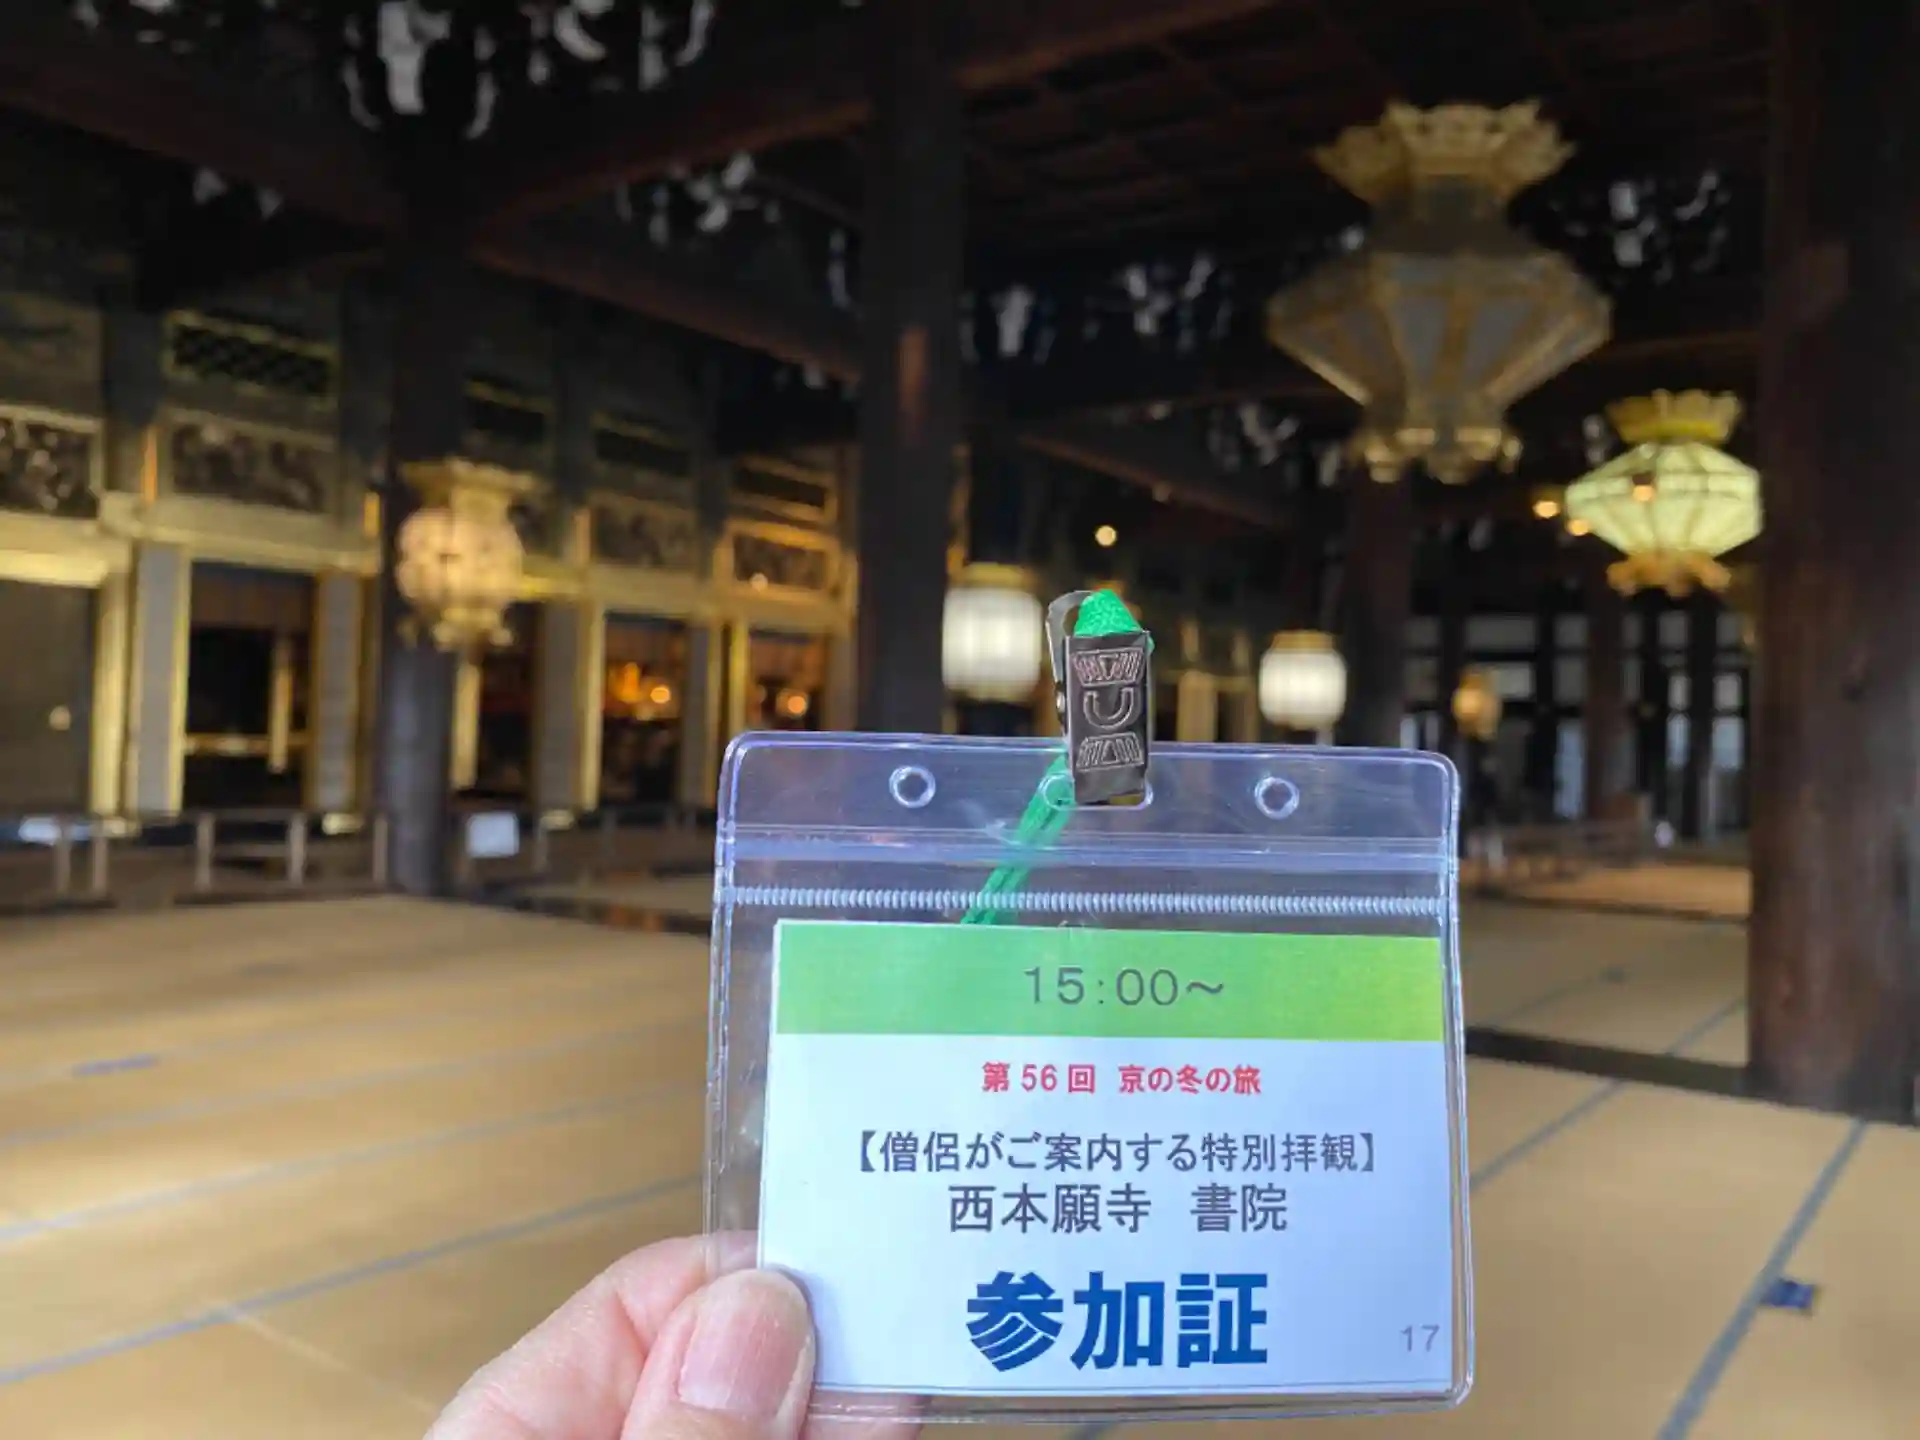 15:00～
第56回 京の冬の旅
【僧侶がご案内する特別拝観】
西本願寺 書院
参加証
17